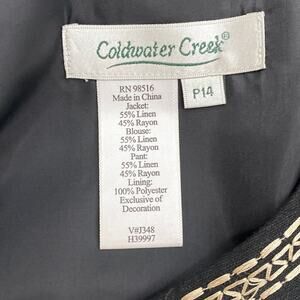 Coldwater Creek®
P14
RN 98516
Made in China
Jacket:
55% Linen
45% Rayon
Blouse:
55% Linen
45% Rayon
Pant:
55% Linen
45% Rayon
Lining:
100% Polyester
Exclusive of
Decoration
V#J348
H39997